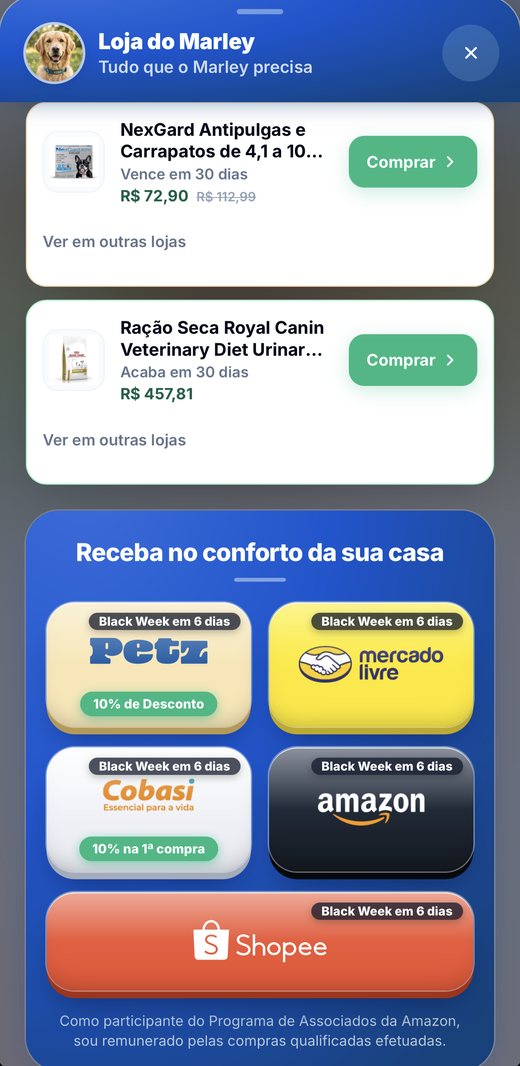 Loja do Marley
Tudo que o Marley precisa
NexGard Antipulgas e
Carrapatos de 4,1 a 10...
Vence em 30 dias
R$ 72,90 R$ 112,99
Comprar
Ver em outras lojas
Ração Seca Royal Canin
Veterinary Diet Urinar...
Acaba em 30 dias
R$ 457,81
Comprar
Ver em outras lojas
Receba no conforto da sua casa
Black Week em 6 dias
Petz
10% de Desconto
Black Week em 6 dias
mercado
livre
Black Week em 6 dias
Cobasi
Essencial para a vida
10% na 1ª compra
Black Week em 6 dias
amazon
Black Week em 6 dias
Shopee
Como participante do Programa de Associados da Amazon,
sou remunerado pelas compras qualificadas efetuadas.